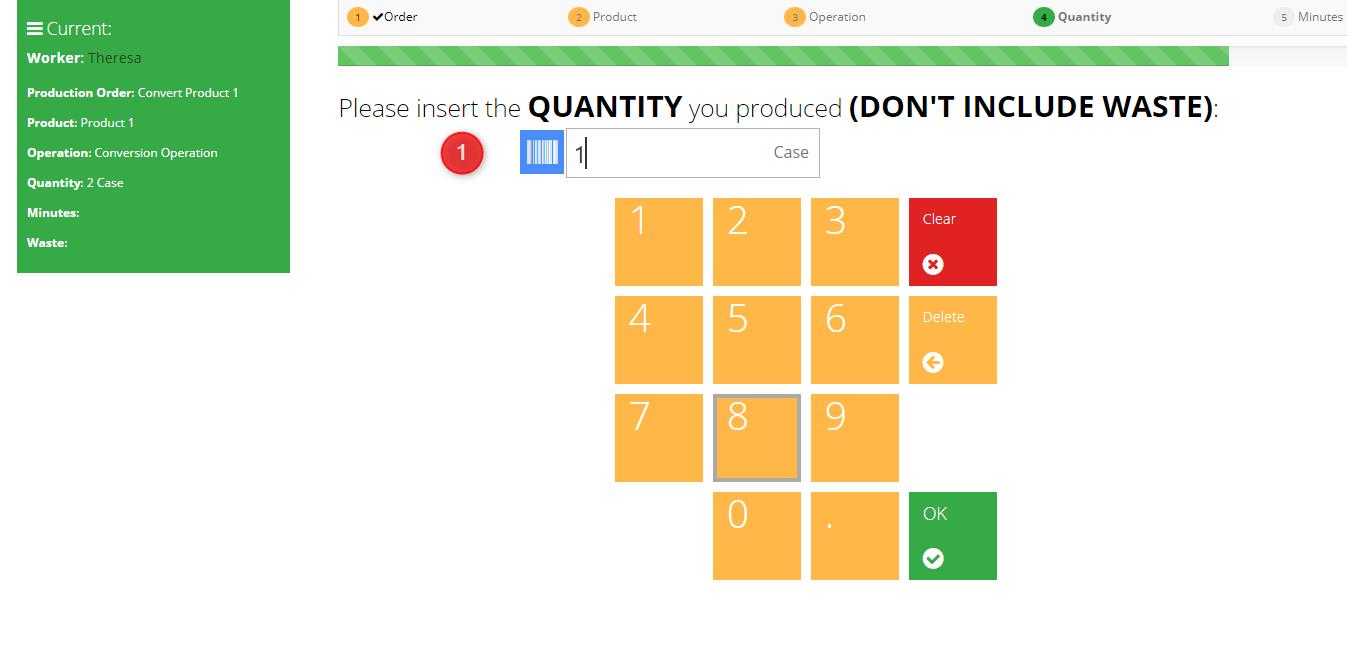 Current:
Worker: Theresa
Production Order: Convert Product 1
Product: Product 1
Operation: Conversion Operation
Quantity: 2 Case
Minutes:
Waste:
1 ✔Order 2 Product 3 Operation 4 Quantity 5 Minutes
Please insert the QUANTITY you produced (DON'T INCLUDE WASTE):
1 1 Case
1 2 3 Clear
4 5 6 Delete
7 8 9
0 . OK